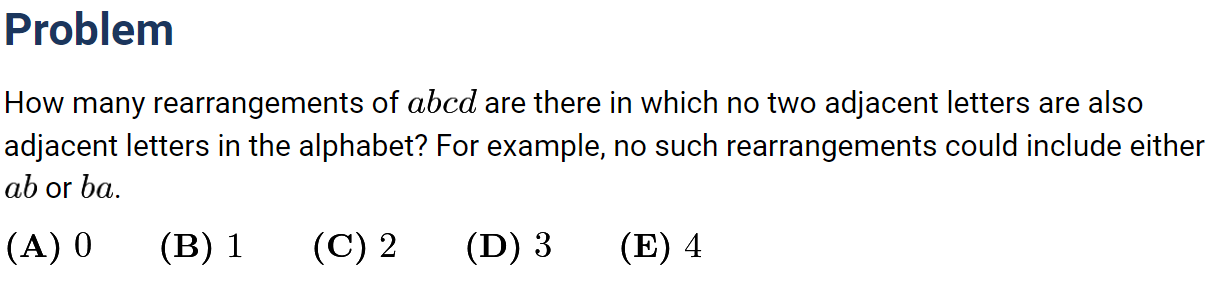 Problem
How many rearrangements of abcd are there in which no two adjacent letters are also
adjacent letters in the alphabet? For example, no such rearrangements could include either
ab or ba.
(A) 0 (B) 1 (C) 2 (D) 3 (E) 4